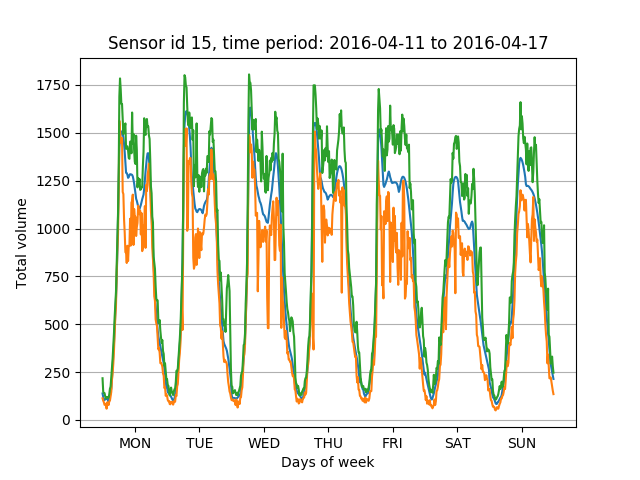 Sensor id 15, time period: 2016-04-11 to 2016-04-17
Total volume
1750
1500
1250
1000
750
500
250
0
MON TUE WED THU FRI SAT SUN
Days of week